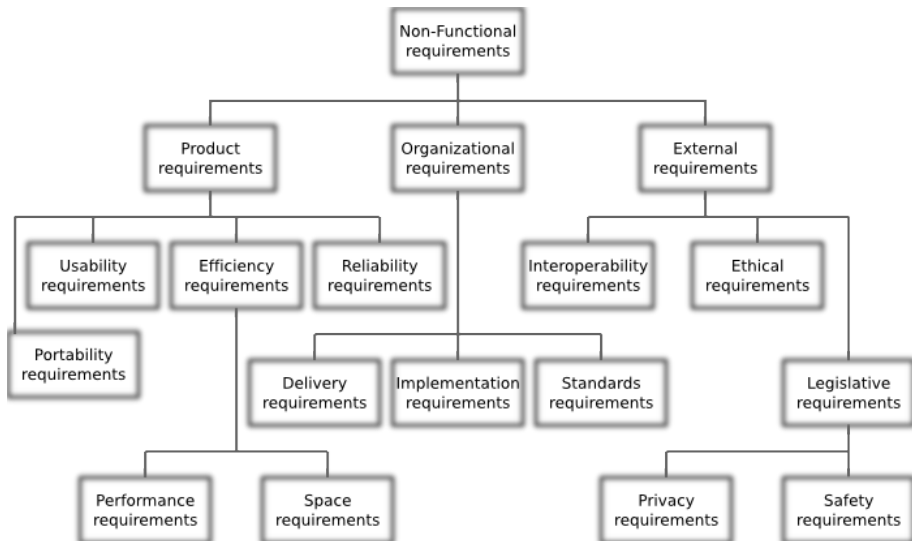 Non-Functional
requirements
Product
requirements
Organizational
requirements
External
requirements
Usability
requirements
Efficiency
requirements
Reliability
requirements
Interoperability
requirements
Ethical
requirements
Portability
requirements
Delivery
requirements
Implementation
requirements
Standards
requirements
Legislative
requirements
Performance
requirements
Space
requirements
Privacy
requirements
Safety
requirements